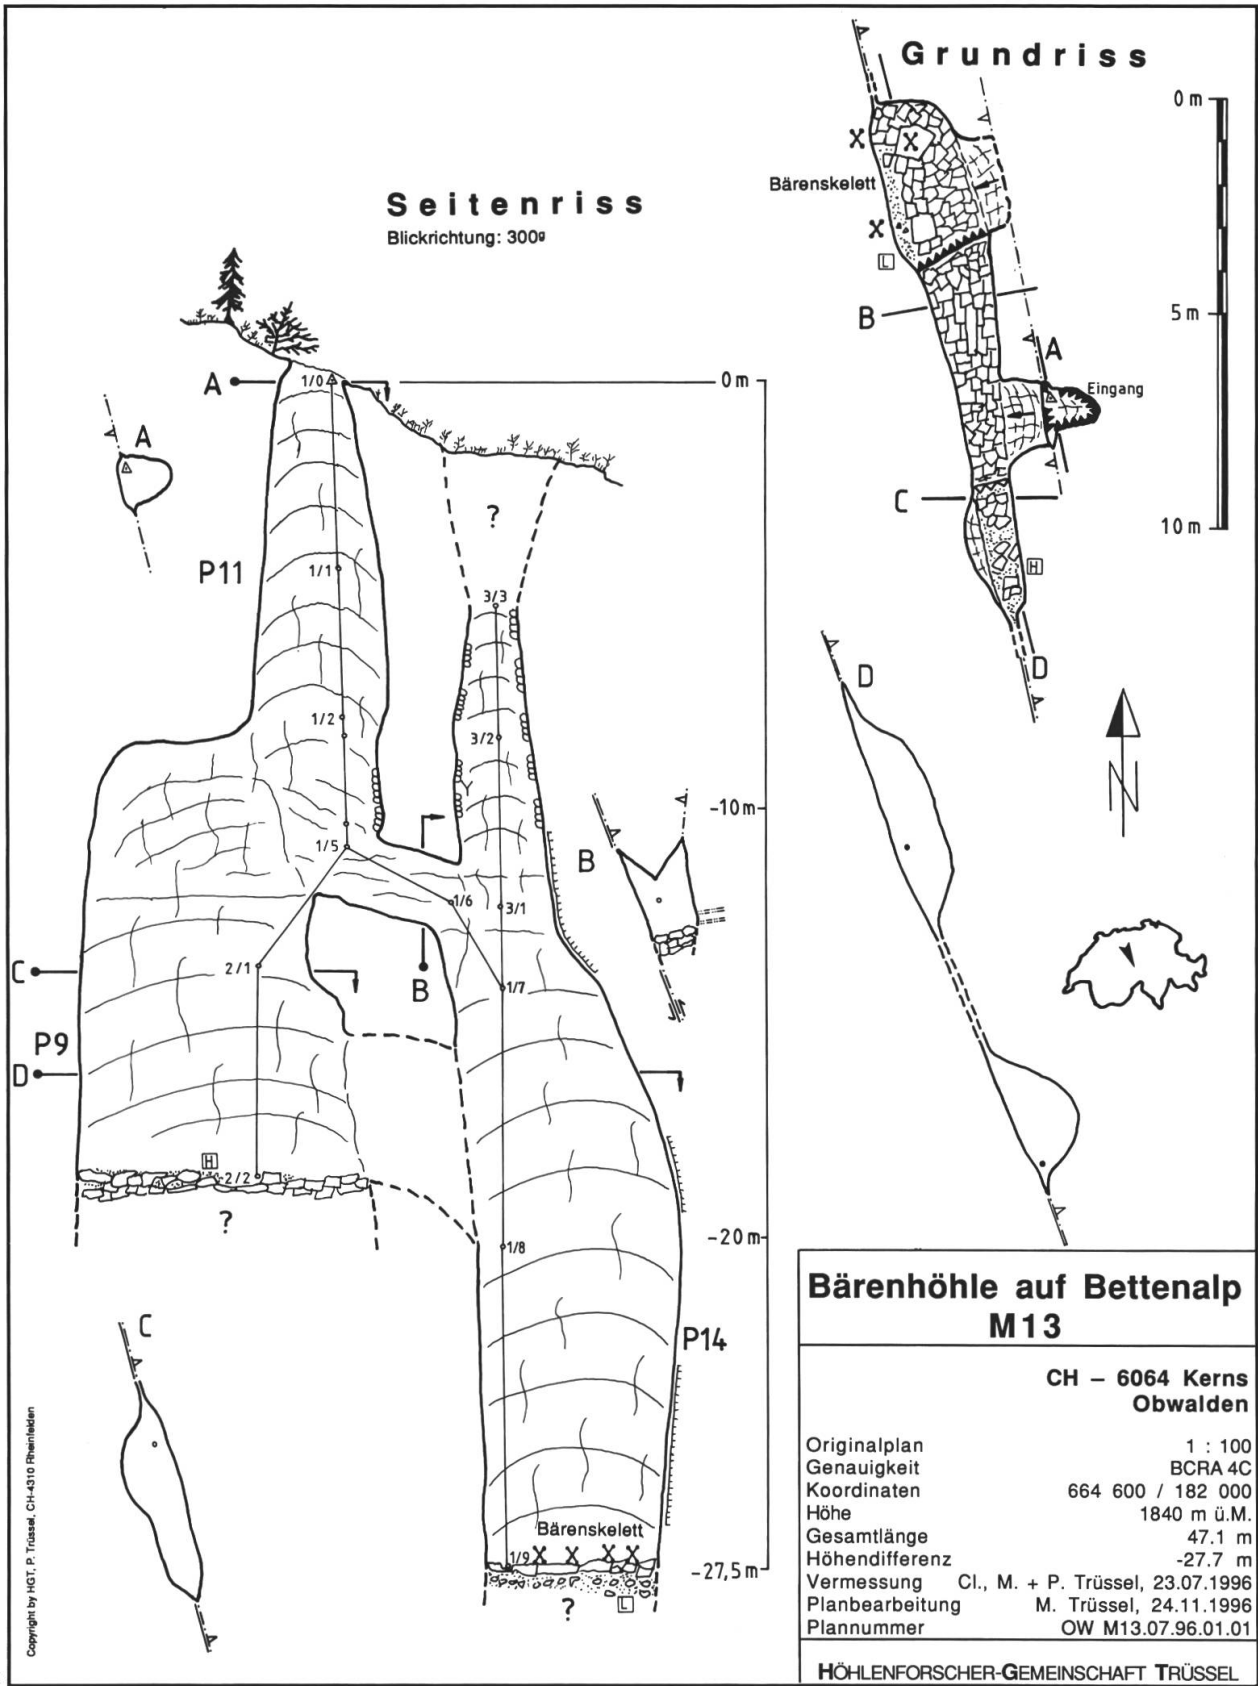 Grundriss
0 m
Bärenskelett
L
B
5 m
A
Eingang
C
10 m
H
D
Seitenriss
Blickrichtung: 300g
A
1/0
0 m
A
?
P11
1/1
3/3
1/2
3/2
-10 m
1/5
B
1/6
3/1
C
2/1
B
1/7
P9
D
H
2/2
?
1/8
-20 m
P14
Bärenskelett
1/9
-27,5 m
?
L
C
D
N
Copyright by HGT, P. Trüssel, CH-4310 Rheinfelden
Bärenhöhle auf Bettenalp
M13
CH – 6064 Kerns
Obwalden
Originalplan 1 : 100
Genauigkeit BCRA 4C
Koordinaten 664 600 / 182 000
Höhe 1840 m ü.M.
Gesamtlänge 47.1 m
Höhendifferenz -27.7 m
Vermessung Cl., M. + P. Trüssel, 23.07.1996
Planbearbeitung M. Trüssel, 24.11.1996
Plannummer OW M13.07.96.01.01
HÖHLENFORSCHER-GEMEINSCHAFT TRÜSSEL